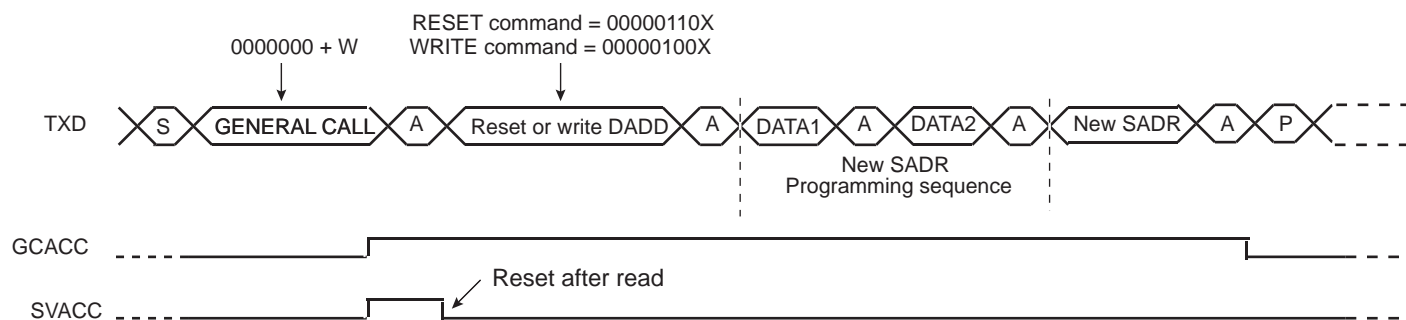 RESET command = 00000110X
0000000 + W
WRITE command = 00000100X
TXD
S
GENERAL CALL
A
Reset or write DADD
A
DATA1
A
DATA2
A
New SADR
A
P
New SADR
Programming sequence
GCACC
Reset after read
SVACC